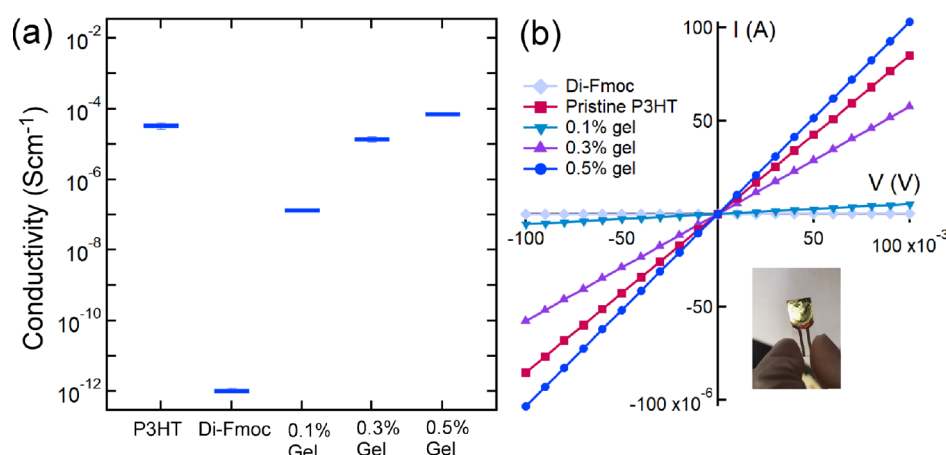 (a)
Conductivity (Scm⁻¹)
10⁻²
10⁻⁴
10⁻⁶
10⁻⁸
10⁻¹⁰
10⁻¹²
P3HT
Di-Fmoc
0.1%
Gel
0.3%
Gel
0.5%
Gel
(b)
I (A)
V (V)
Di-Fmoc
Pristine P3HT
0.1% gel
0.3% gel
0.5% gel
100
50
-100
-50
50
100 x10⁻³
-50
-100 x10⁻⁶